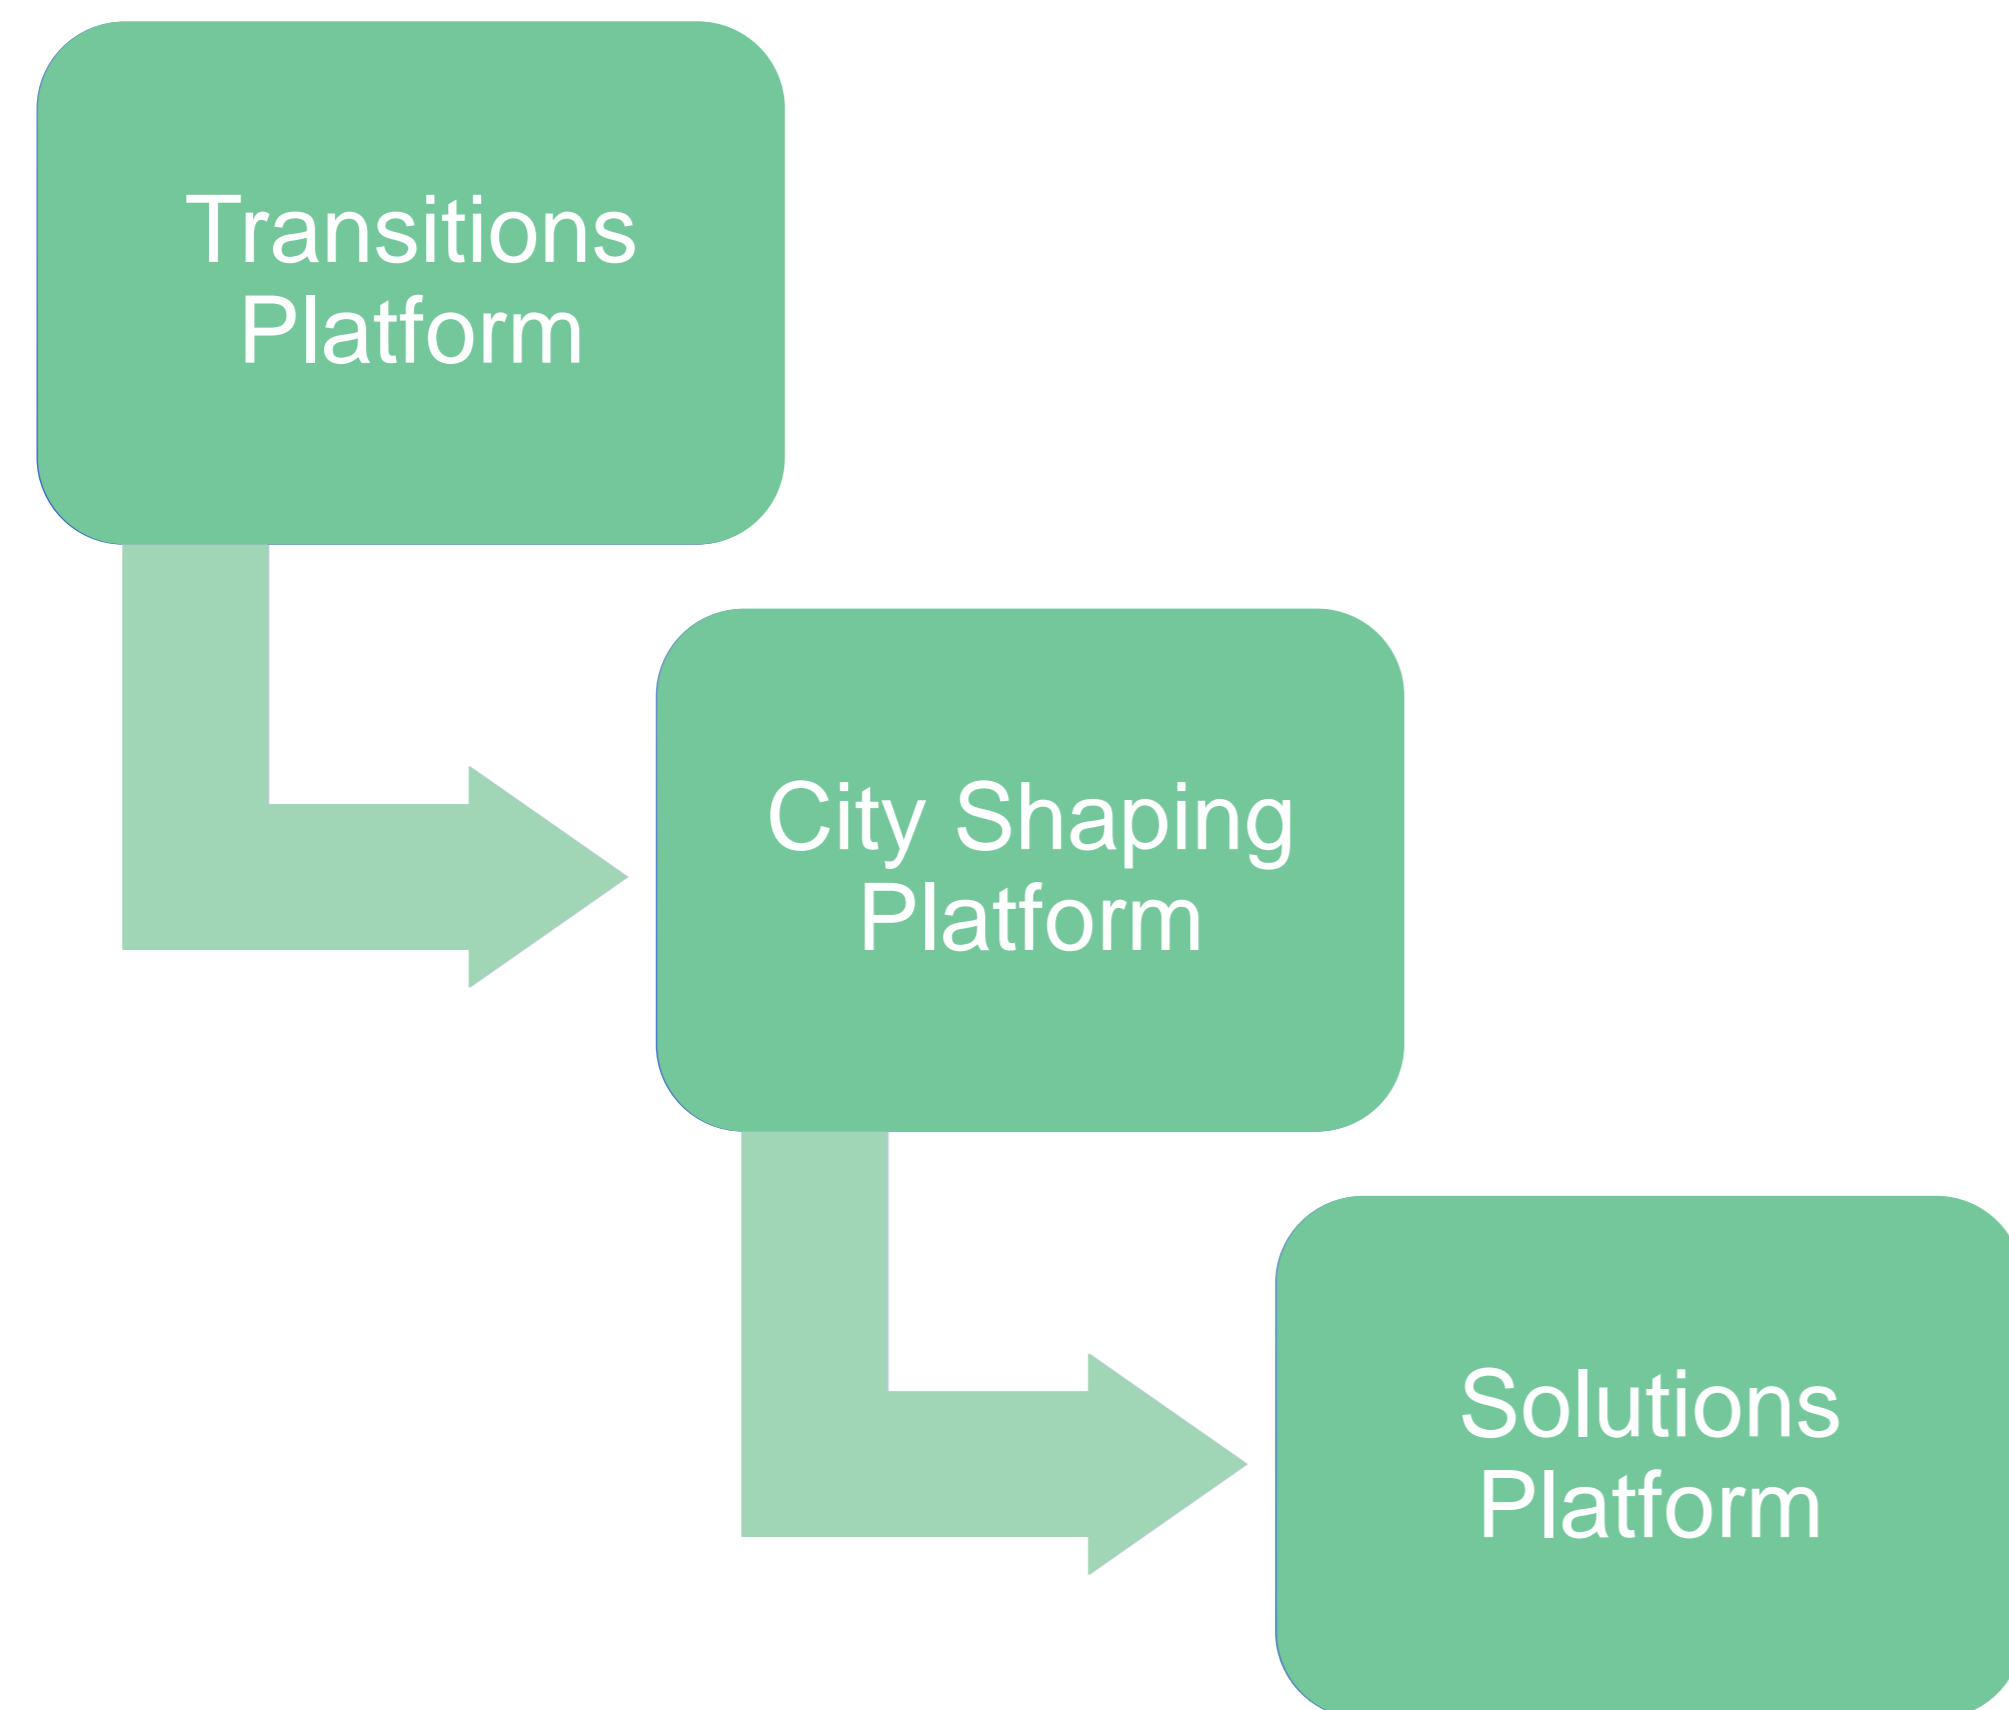 Transitions
Platform
City Shaping
Platform
Solutions
Platform